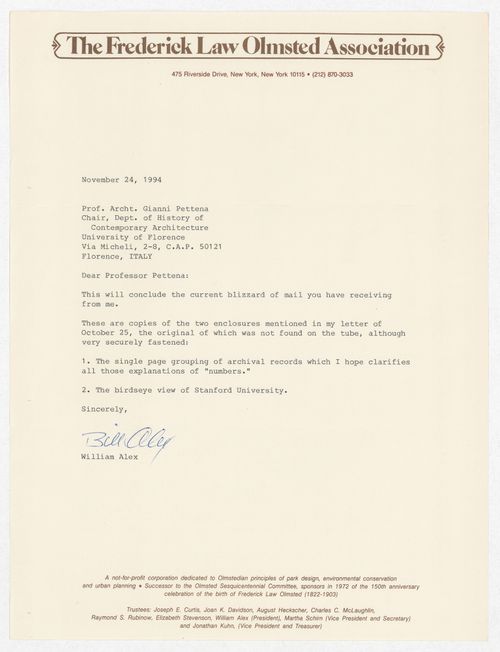 The Frederick Law Olmsted Association
475 Riverside Drive, New York, New York 10115 • (212) 870-3033
November 24, 1994
Prof. Archt. Gianni Pettena
Chair, Dept. of History of
Contemporary Architecture
University of Florence
Via Micheli, 2-8, C.A.P. 50121
Florence, ITALY
Dear Professor Pettena:
This will conclude the current blizzard of mail you have receiving
from me.
These are copies of the two enclosures mentioned in my letter of
October 25, the original of which was not found on the tube, although
very securely fastened:
1. The single page grouping of archival records which I hope clarifies
all those explanations of "numbers."
2. The birdseye view of Stanford University.
Sincerely,
Bill Alex
William Alex
A not-for-profit corporation dedicated to Olmstedian principles of park design, environmental conservation
and urban planning • Successor to the Olmsted Sesquicentennial Committee, sponsors in 1972 of the 150th anniversary
celebration of the birth of Frederick Law Olmsted (1822-1903)
Trustees: Joseph E. Curtis, Joan K. Davidson, August Heckscher, Charles C. McLaughlin,
Raymond S. Rubinow, Elizabeth Stevenson, William Alex (President), Martha Schirn (Vice President and Secretary)
and Jonathan Kuhn, (Vice President and Treasurer)